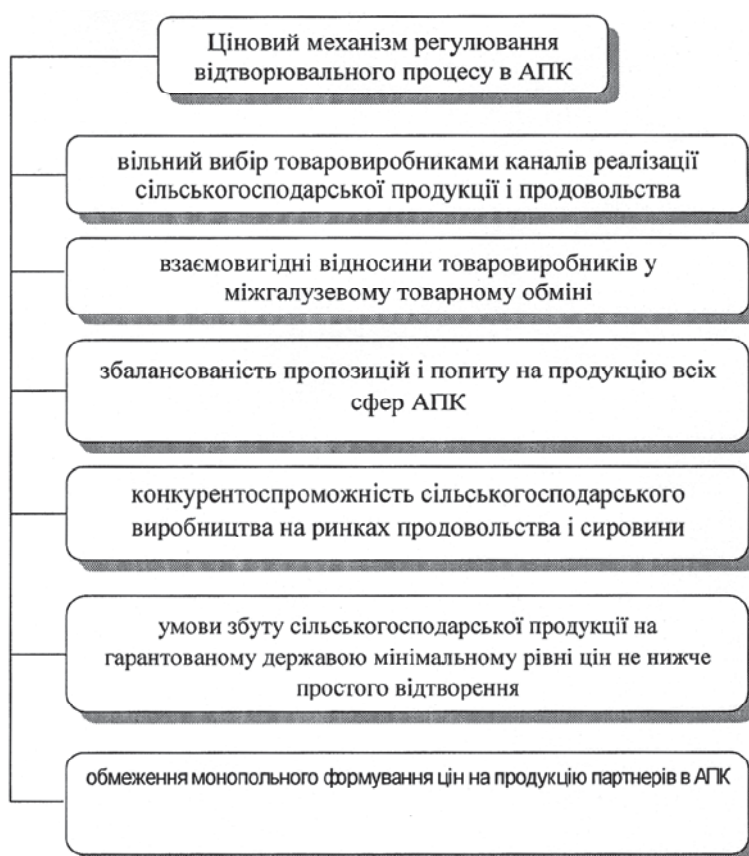 Ціновий механізм регулювання
відтворювального процесу в АПК
вільний вибір товаровиробниками каналів реалізації
сільськогосподарської продукції і продовольства
взаємовигідні відносини товаровиробників у
міжгалузевому товарному обміні
збалансованість пропозицій і попиту на продукцію всіх
сфер АПК
конкурентоспроможність сільськогосподарського
виробництва на ринках продовольства і сировини
умови збуту сільськогосподарської продукції на
гарантованому державою мінімальному рівні цін не нижче
простого відтворення
обмеження монопольного формування цін на продукцію партнерів в АПК